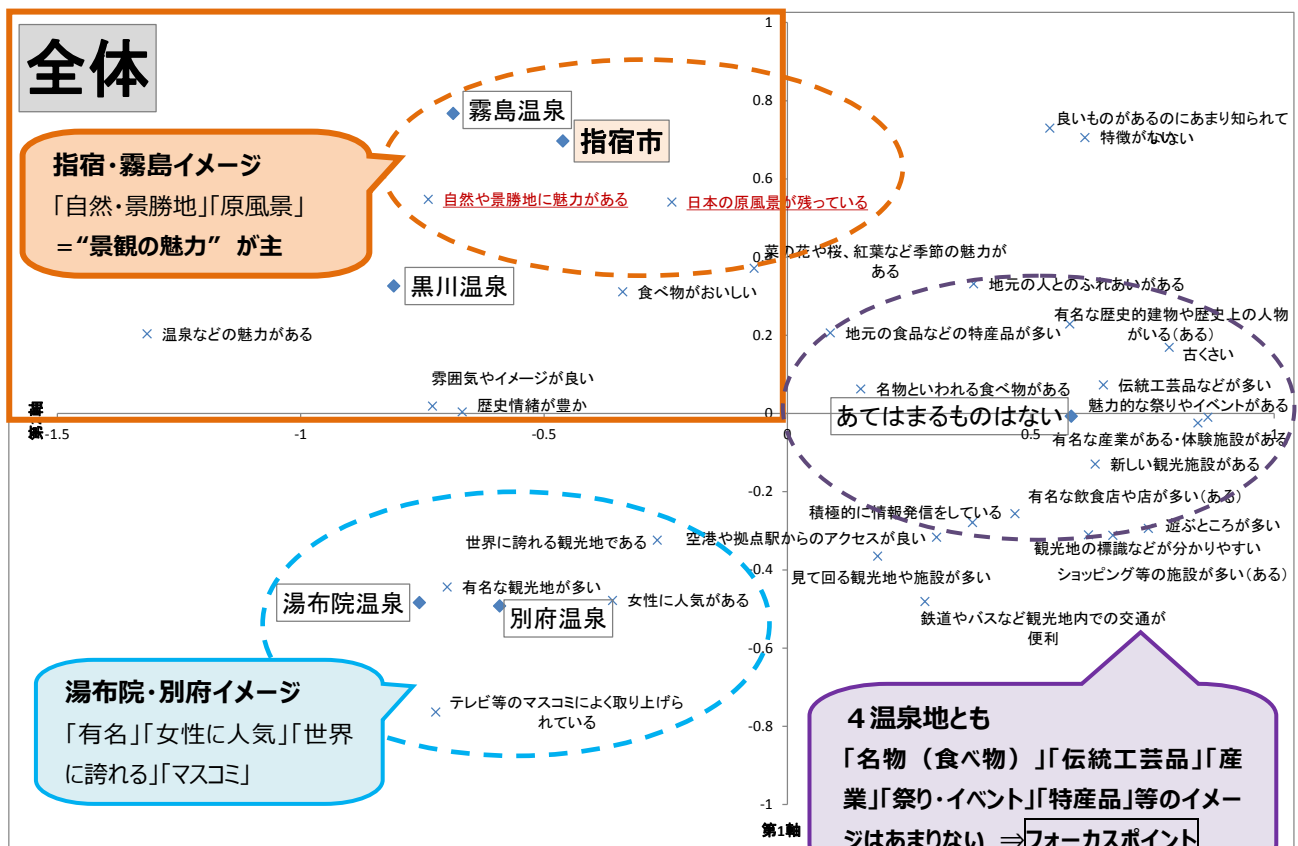 全体
霧島温泉
指宿市
指宿・霧島イメージ
「自然・景勝地」「原風景」
=“景観の魅力” が主
自然や景勝地に魅力がある
日本の原風景が残っている
良いものがあるのにあまり知られて
いない
特徴がない
菜の花や桜、紅葉など季節の魅力が
ある
黒川温泉
食べ物がおいしい
地元の人とのふれあいがある
温泉などの魅力がある
地元の食品などの特産品が多い
有名な歴史的建物や歴史上の人物
がいる(ある)
古くさい
雰囲気やイメージが良い
歴史情緒が豊か
名物といわれる食べ物がある
伝統工芸品などが多い
魅力的な祭りやイベントがある
あてはまるものはない
有名な産業がある・体験施設がある
新しい観光施設がある
有名な飲食店や店が多い(ある)
積極的に情報発信をしている
遊ぶところが多い
世界に誇れる観光地である
空港や拠点駅からのアクセスが良い
観光地の標識などが分かりやすい
有名な観光地が多い
見て回る観光地や施設が多い
ショッピング等の施設が多い(ある)
湯布院温泉
別府温泉
女性に人気がある
鉄道やバスなど観光地内での交通が
便利
湯布院・別府イメージ
「有名」「女性に人気」「世界
に誇れる」「マスコミ」
テレビ等のマスコミによく取り上げら
れている
4温泉地とも
「名物(食べ物)」「伝統工芸品」「産
業」「祭り・イベント」「特産品」等のイメー
ジはあまりない ⇒フォーカスポイント
1
0.8
0.6
0.4
0.2
0
-0.2
-0.4
-0.6
-0.8
-1
-1.5
-1
-0.5
0
0.5
1
第1軸